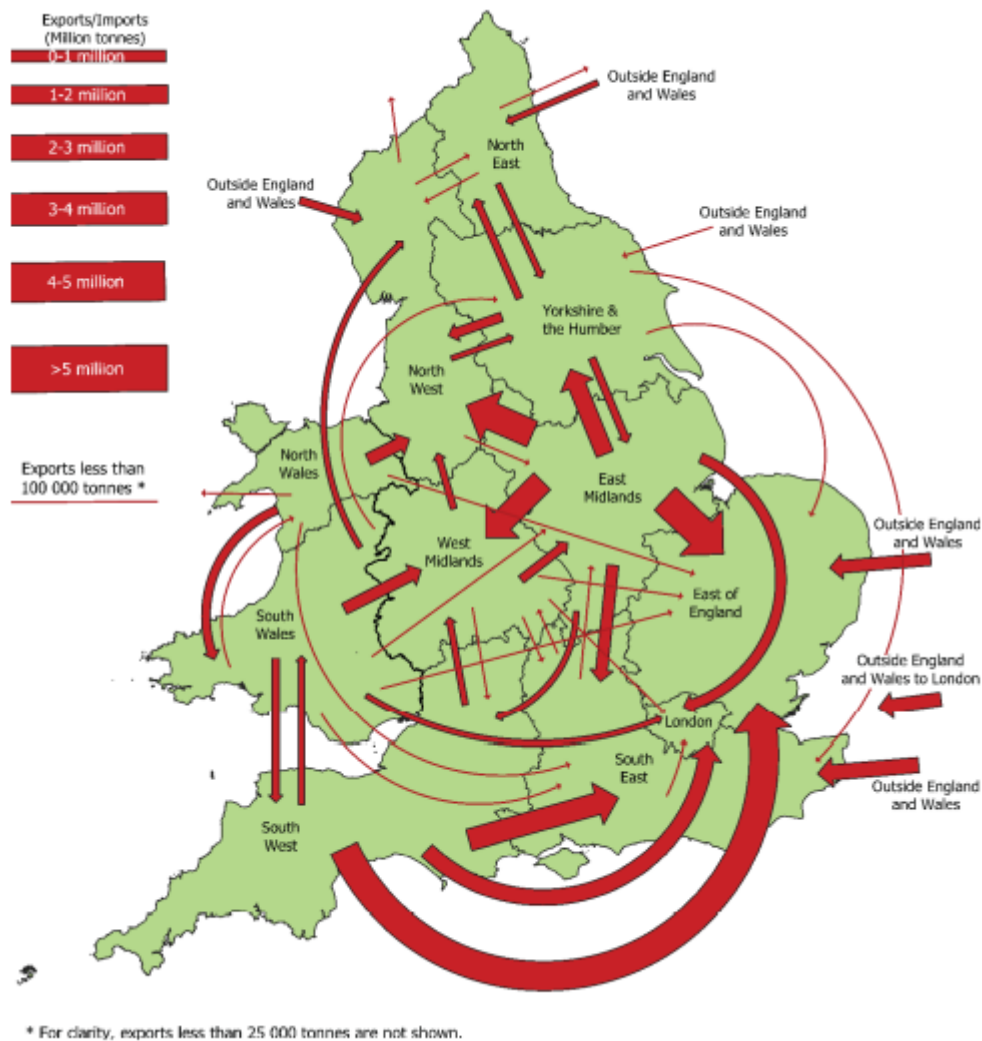 Exports/Imports
(Million tonnes)
0-1 million
1-2 million
2-3 million
3-4 million
4-5 million
>5 million
Exports less than
100 000 tonnes *
Outside England
and Wales
North
East
Outside England
and Wales
Outside England
and Wales
Yorkshire &
the Humber
North
West
North
Wales
East
Midlands
West
Midlands
Outside England
and Wales
East of
England
South
Wales
Outside England
and Wales to London
London
South
East
Outside England
and Wales
South
West
* For clarity, exports less than 25 000 tonnes are not shown.